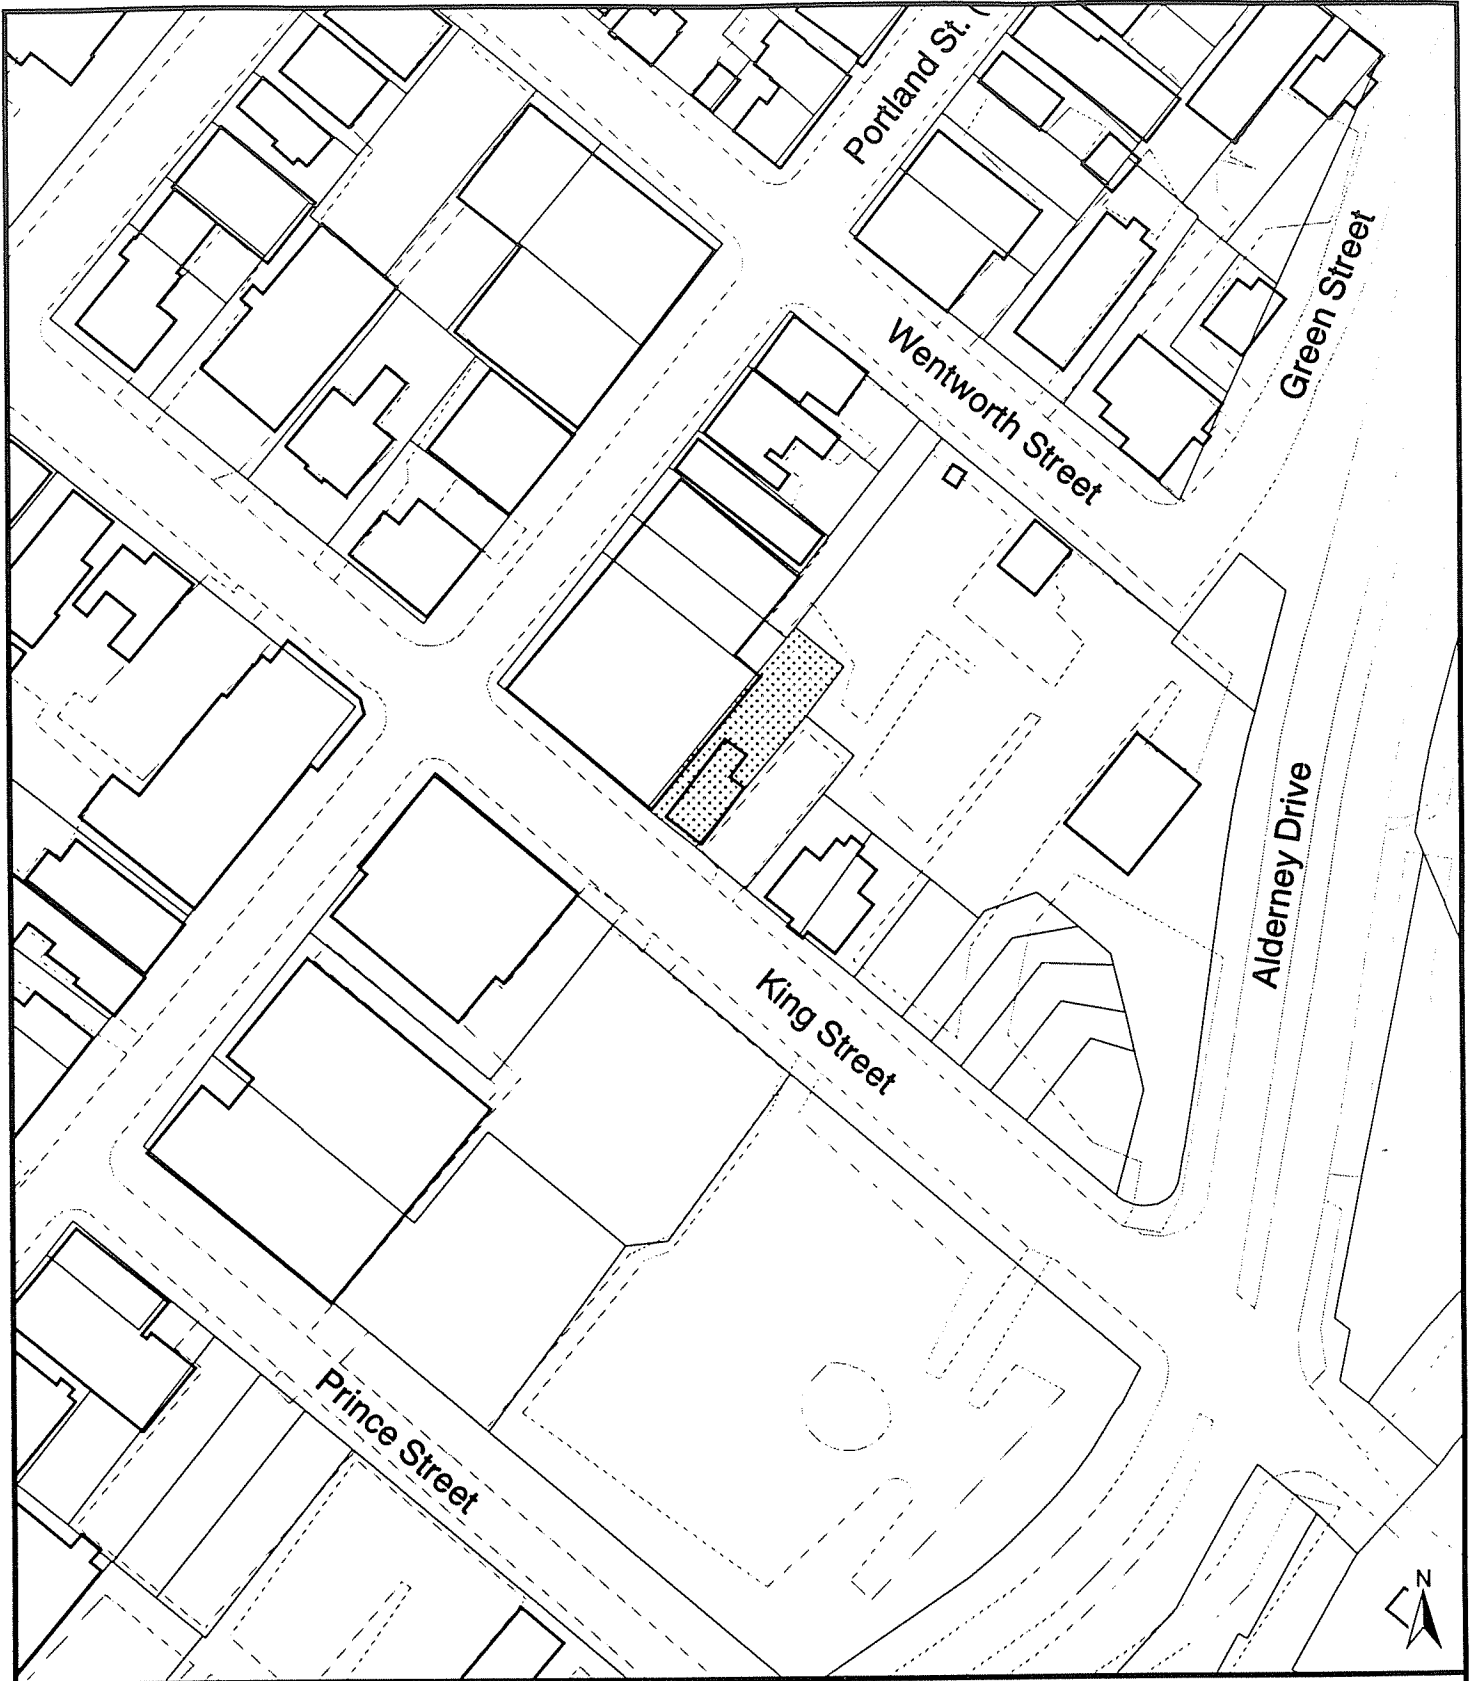 Portland St. (
Wentworth Street
Green Street
Alderney Drive
King Street
Prince Street
N